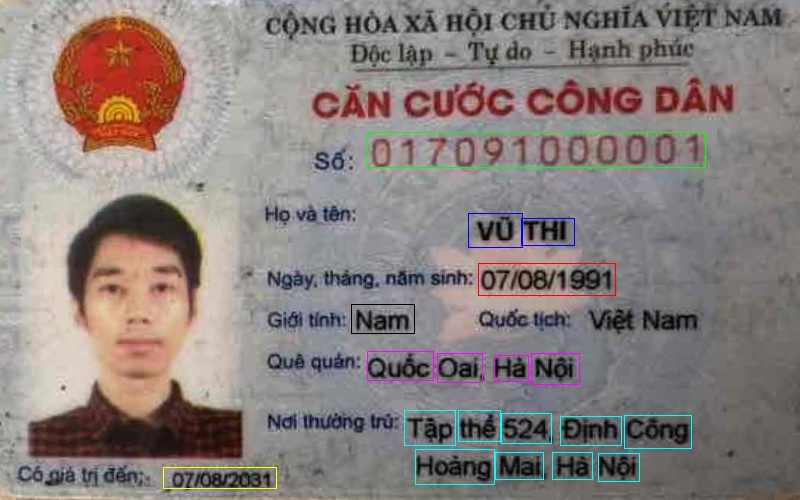 CỘNG HÒA XÃ HỘI CHỦ NGHĨA VIỆT NAM
Độc lập - Tự do - Hạnh phúc
CĂN CƯỚC CÔNG DÂN
Số: 017091000001
Họ và tên:
VŨ THI
Ngày, tháng, năm sinh: 07/08/1991
Giới tính: Nam Quốc tịch: Việt Nam
Quê quán: Quốc Oai, Hà Nội
Nơi thường trú: Tập thể 524, Định Công
Hoàng Mai, Hà Nội
Có giá trị đến: 07/08/2031